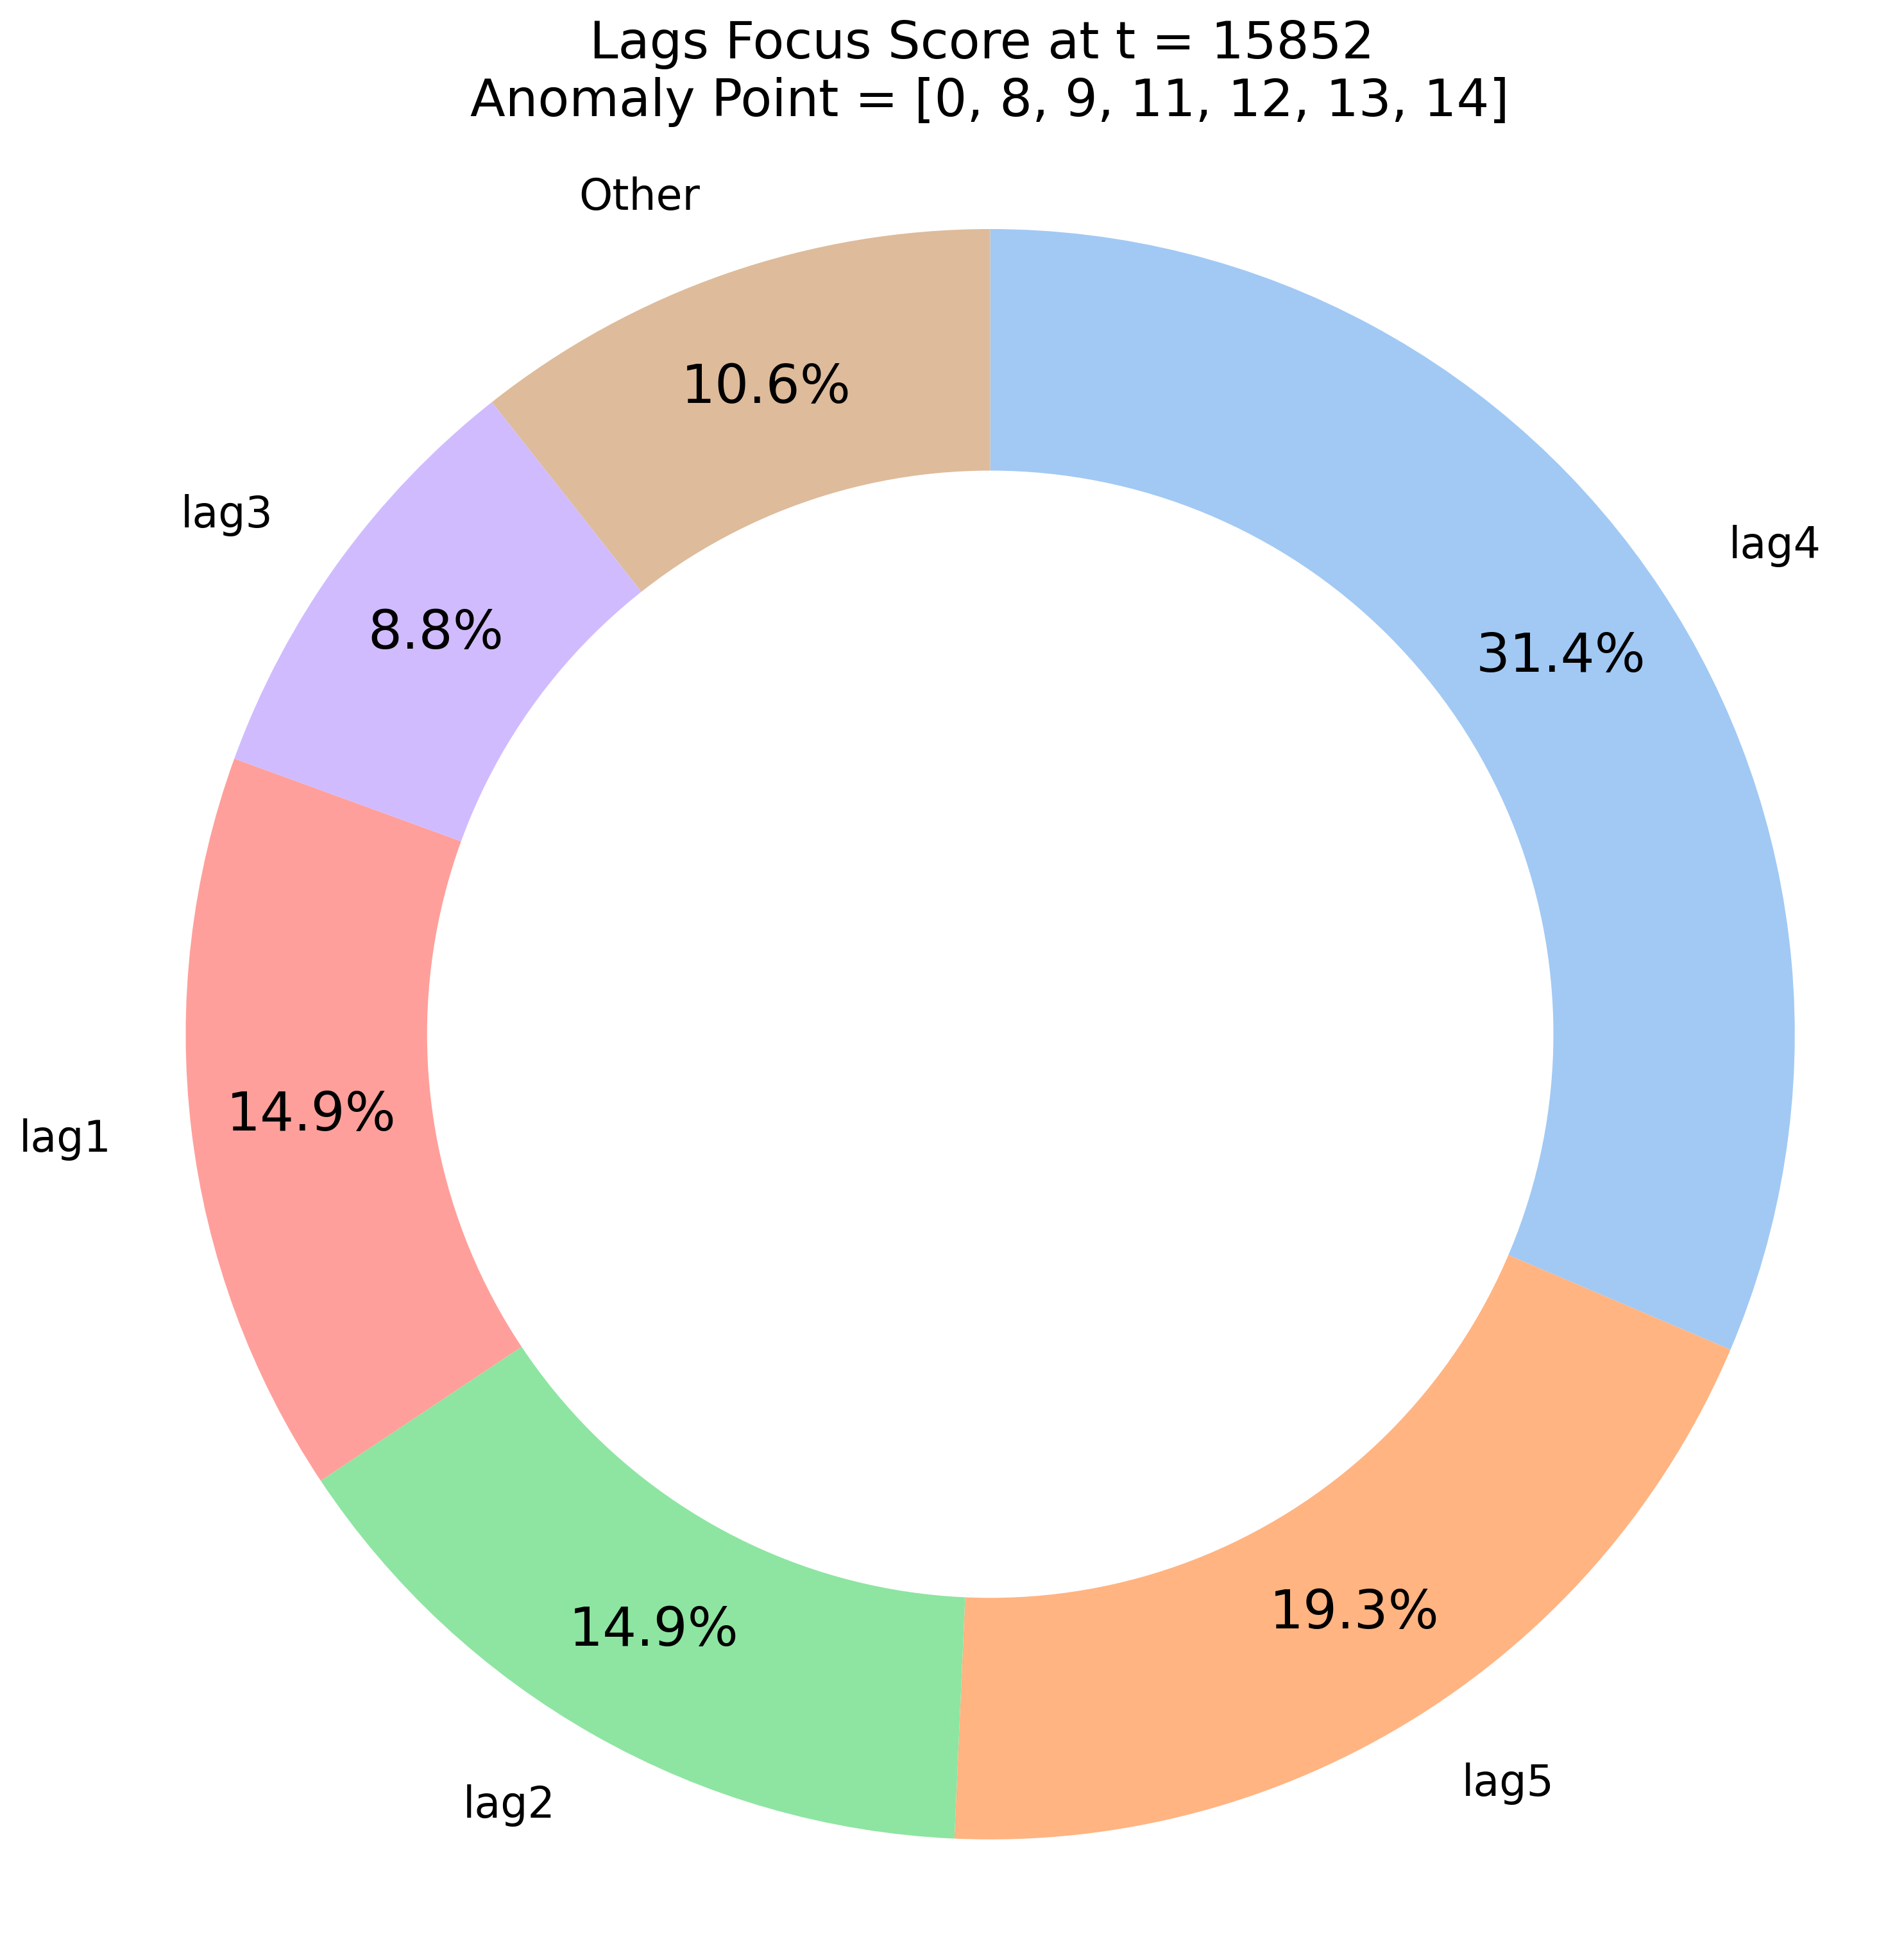 Lags Focus Score at t = 15852
Anomaly Point = [0, 8, 9, 11, 12, 13, 14]
Other
10.6%
lag3
lag4
8.8%
31.4%
14.9%
lag1
19.3%
14.9%
lag5
lag2